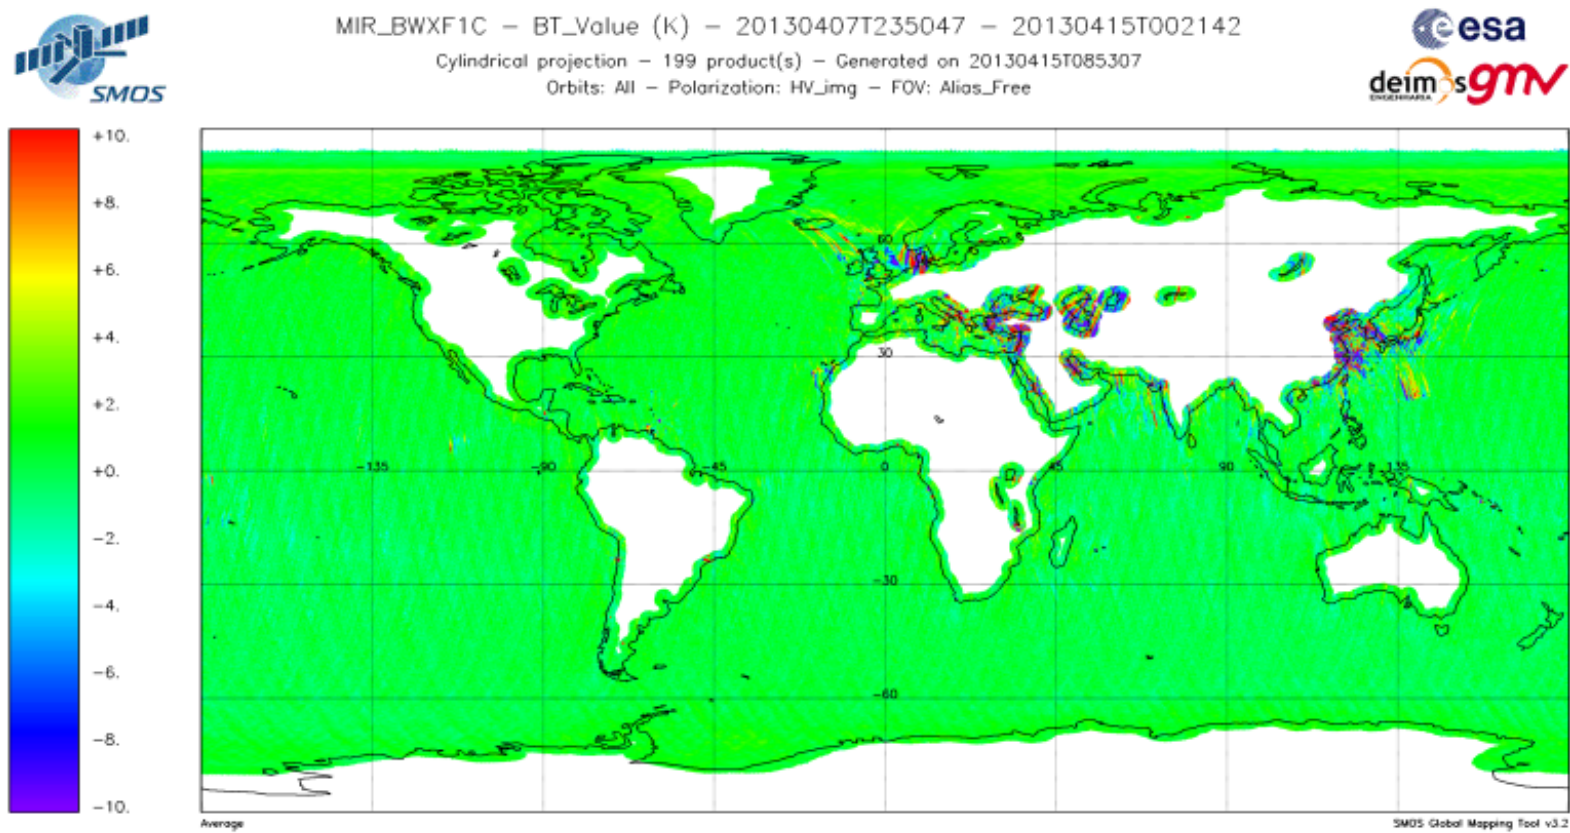 MIR_BWXF1C - BT_Value (K) - 20130407T235047 - 20130415T002142
Cylindrical projection - 199 product(s) - Generated on 20130415T085307
Orbits: All - Polarization: HV_img - FOV: Alias_Free
SMOS
esa
deimos
ENGENHARIA
gmv
+10.
+8.
+6.
+4.
+2.
+0.
-2.
-4.
-6.
-8.
-10.
60
30
-135
-90
-45
0
45
90
135
-30
-60
Average
SMOS Global Mapping Tool v3.2